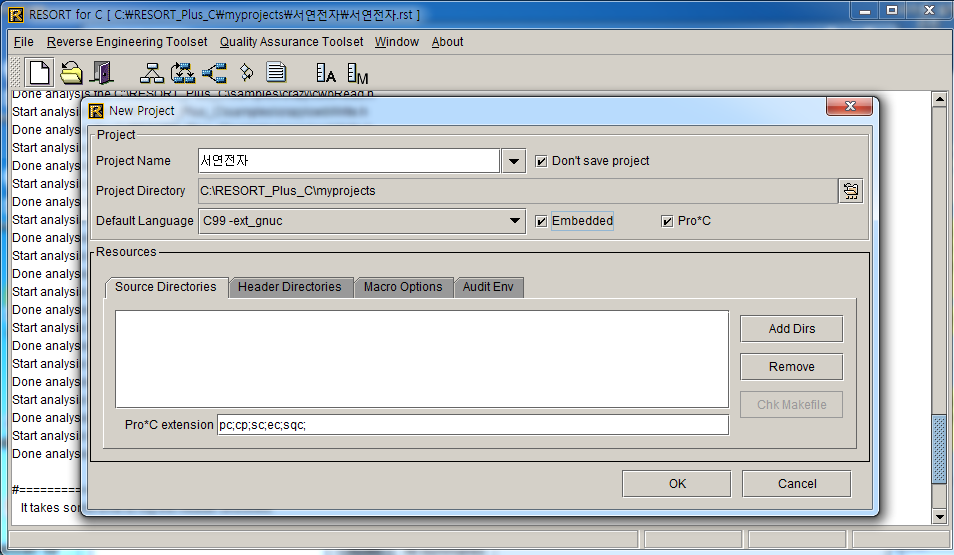 RESORT for C [ C:\RESORT_Plus_C\myprojects\서연전자\서연전자.rst ]
File Reverse Engineering Toolset Quality Assurance Toolset Window About
A M
Done analysis the C:\RESORT_Plus_C\samples\crazy\cwpRead.h
Start analysi
New Project
Done analys
Project
Start analysi
Project Name 서연전자 Don't save project
Done analys
Start analysi
Project Directory C:\RESORT_Plus_C\myprojects
Done analys
Default Language C99 -ext_gnuc Embedded Pro*C
Start analysi
Done analys
Resources
Start analysi
Done analys
Source Directories Header Directories Macro Options Audit Env
Start analysi
Done analys
Start analysi
Add Dirs
Done analys
Start analysi
Remove
Done analys
Start analysi
Chk Makefile
Done analys
Pro*C extension pc;cp;sc;ec;sqc;
Start analysi
Done analys
OK Cancel
#==========
It takes so